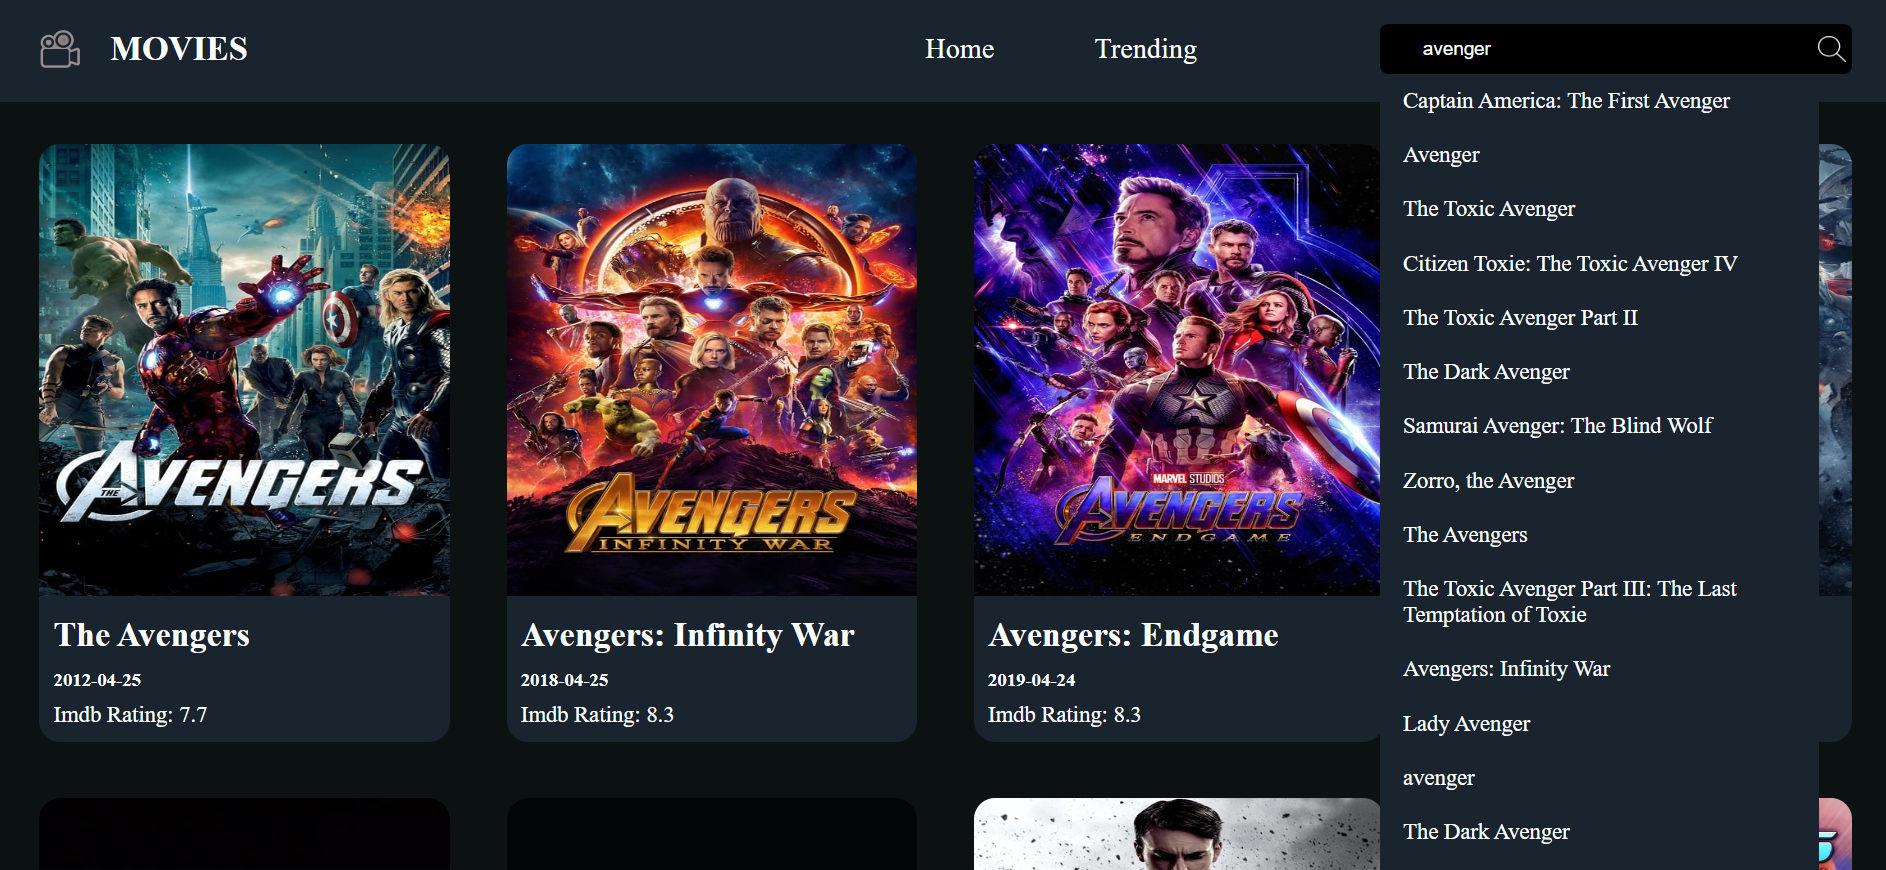 MOVIES
Home
Trending
avenger
Captain America: The First Avenger
Avenger
The Toxic Avenger
Citizen Toxie: The Toxic Avenger IV
The Toxic Avenger Part II
The Dark Avenger
Samurai Avenger: The Blind Wolf
Zorro, the Avenger
The Avengers
The Toxic Avenger Part III: The Last
Temptation of Toxie
Avengers: Infinity War
Lady Avenger
avenger
The Dark Avenger
THE AVENGERS
The Avengers
2012-04-25
Imdb Rating: 7.7
AVENGERS
INFINITY WAR
Avengers: Infinity War
2018-04-25
Imdb Rating: 8.3
MARVEL STUDIOS
AVENGERS
ENDGAME
Avengers: Endgame
2019-04-24
Imdb Rating: 8.3